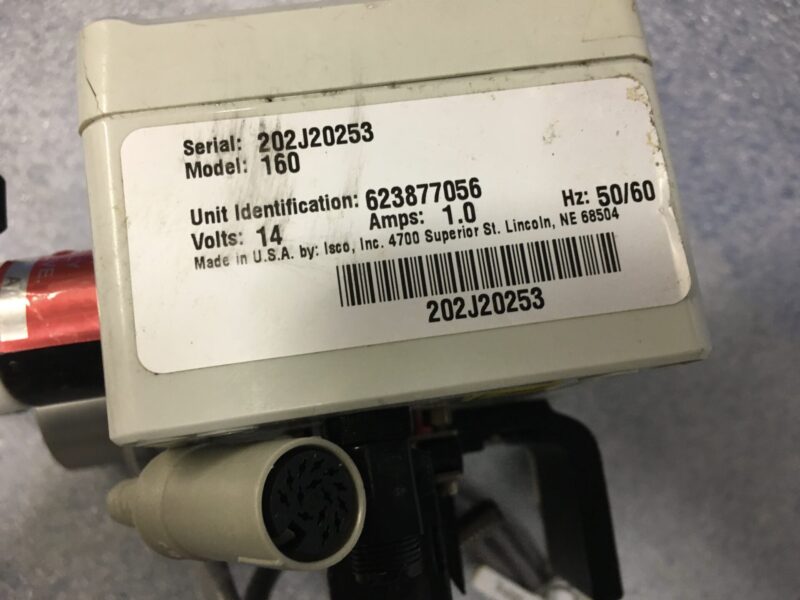 Serial: 202J20253
Model: 160
Unit Identification: 623877056
Volts: 14 Amps: 1.0 Hz: 50/60
Made in U.S.A. by: Isco, Inc. 4700 Superior St. Lincoln, NE 68504
202J20253